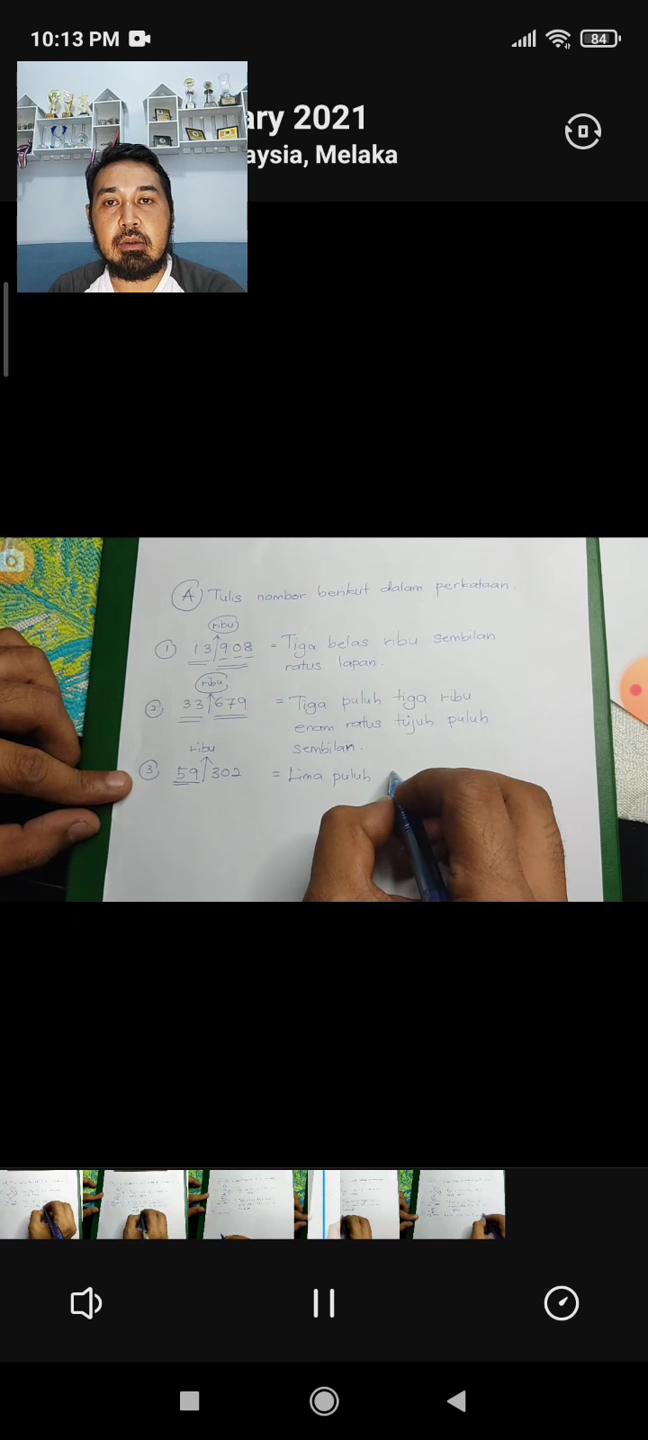 10:13 PM
84
ary 2021
aysia, Melaka
A Tulis nombor berikut dalam perkataan.
ribu
1 13 908 = Tiga belas ribu sembilan
ratus lapan.
ribu
2 33 679 = Tiga puluh tiga ribu
enam ratus tujuh puluh
sembilan.
ribu
3 59 302 = Lima puluh